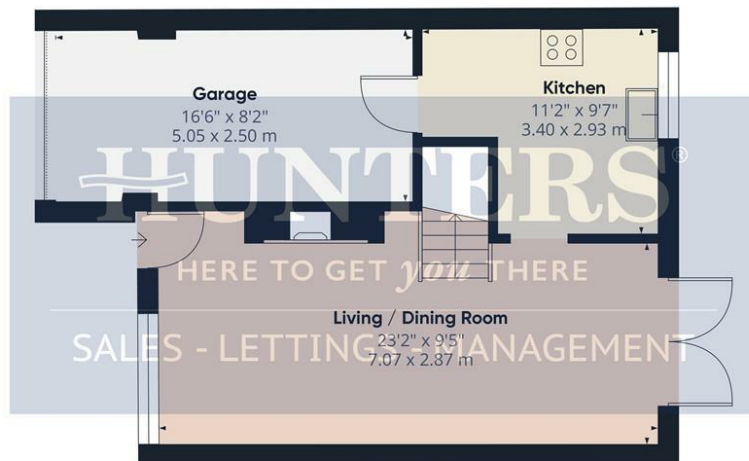 Garage
16'6" x 8'2"
5.05 x 2.50 m
Kitchen
11'2" x 9'7"
3.40 x 2.93 m
HUNTERS®
HERE TO GET you THERE
Living / Dining Room
23'2" x 9'5"
7.07 x 2.87 m
SALES - LETTINGS - MANAGEMENT